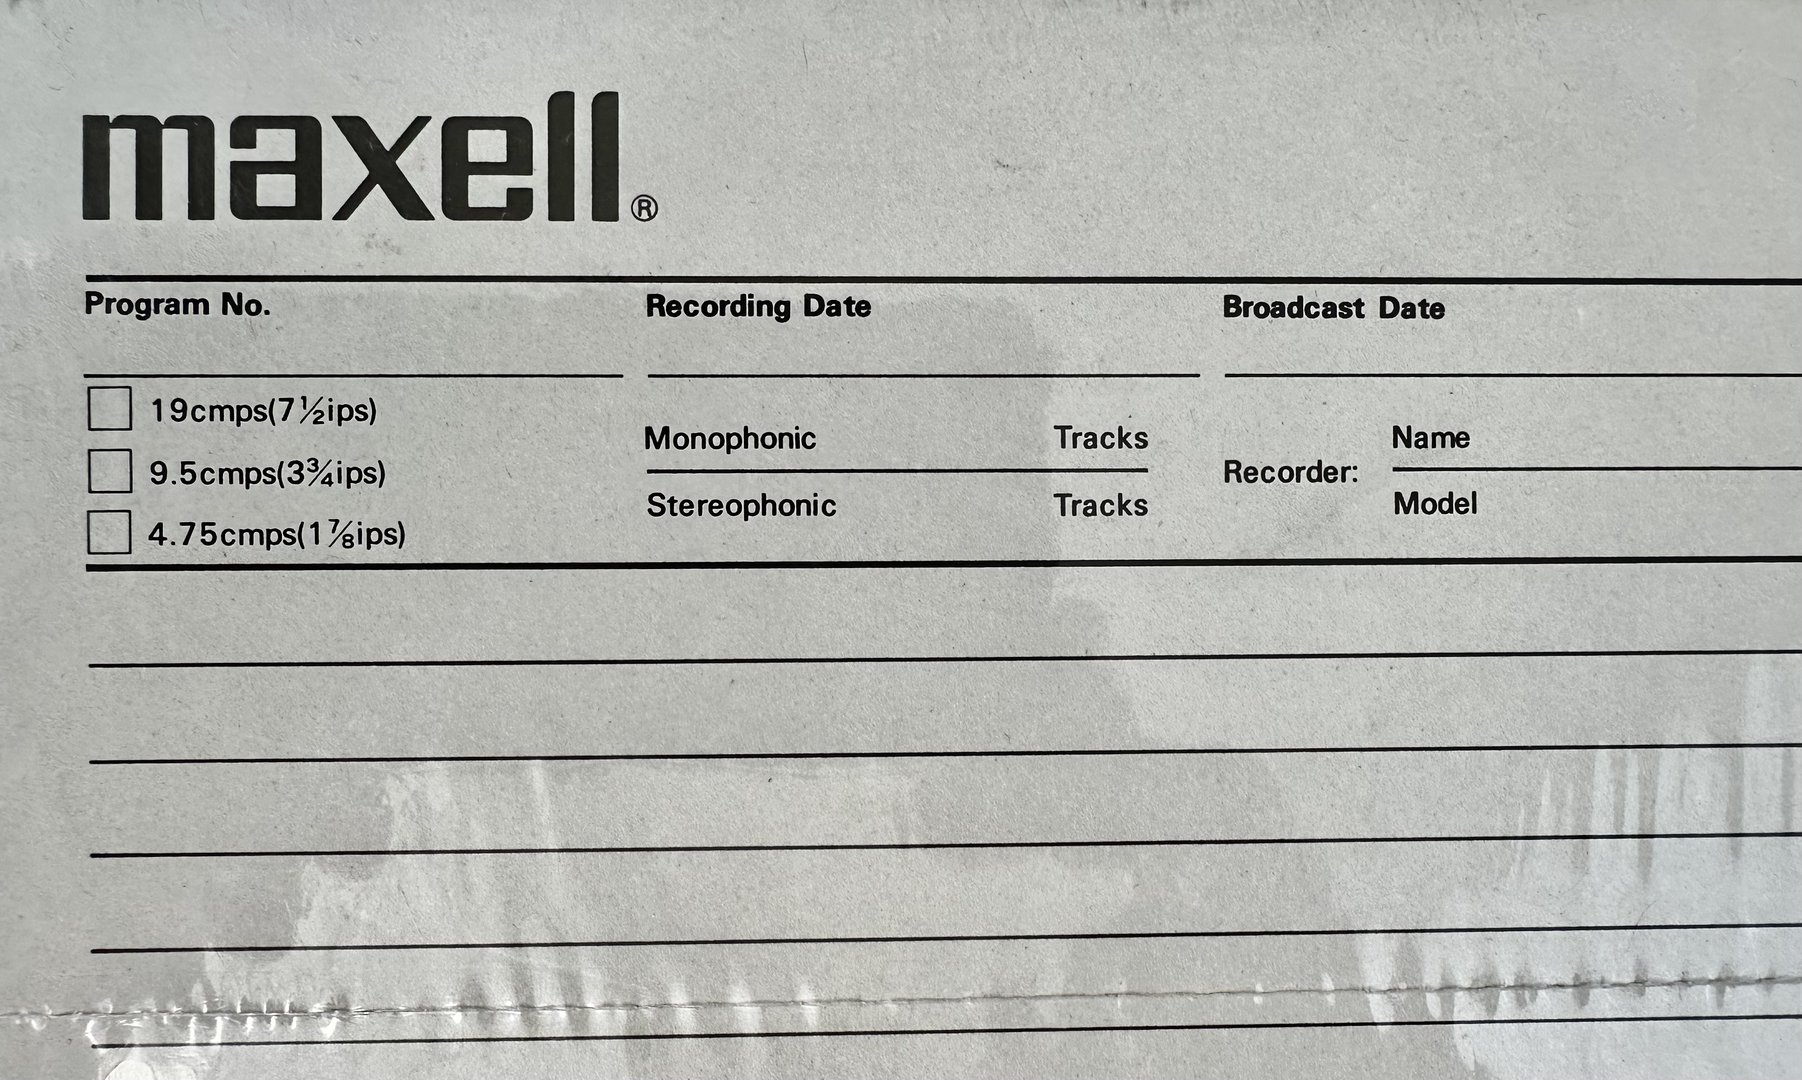 maxell®
Program No. Recording Date Broadcast Date
19cmps(7½ips)
9.5cmps(3¾ips)
4.75cmps(1⅞ips)
Monophonic Tracks
Stereophonic Tracks
Recorder:
Name
Model